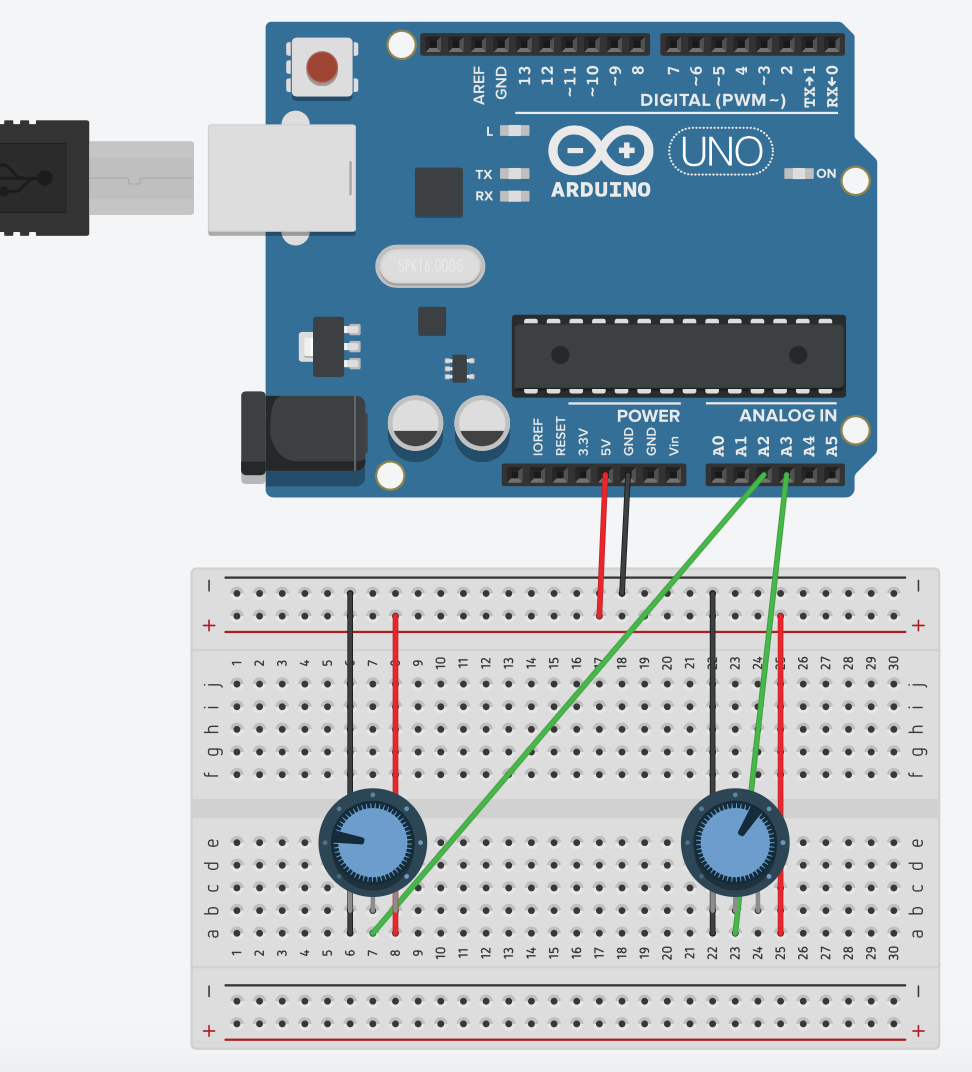 AREF GND 13 12 ~11 ~10 ~9 8 7 ~6 ~5 4 ~3 2 TX→1 RX←0
DIGITAL (PWM~)
L
TX
RX
ARDUINO
UNO
ON
SPK16.000G
POWER
ANALOG IN
IOREF RESET 3.3V 5V GND GND Vin A0 A1 A2 A3 A4 A5
− −
+ +
1 2 3 4 5 6 7 8 9 10 11 12 13 14 15 16 17 18 19 20 21 22 23 24 25 26 27 28 29 30
j j
i i
h h
g g
f f
e e
d d
c c
b b
a a
1 2 3 4 5 6 7 8 9 10 11 12 13 14 15 16 17 18 19 20 21 22 23 24 25 26 27 28 29 30
− −
+ +